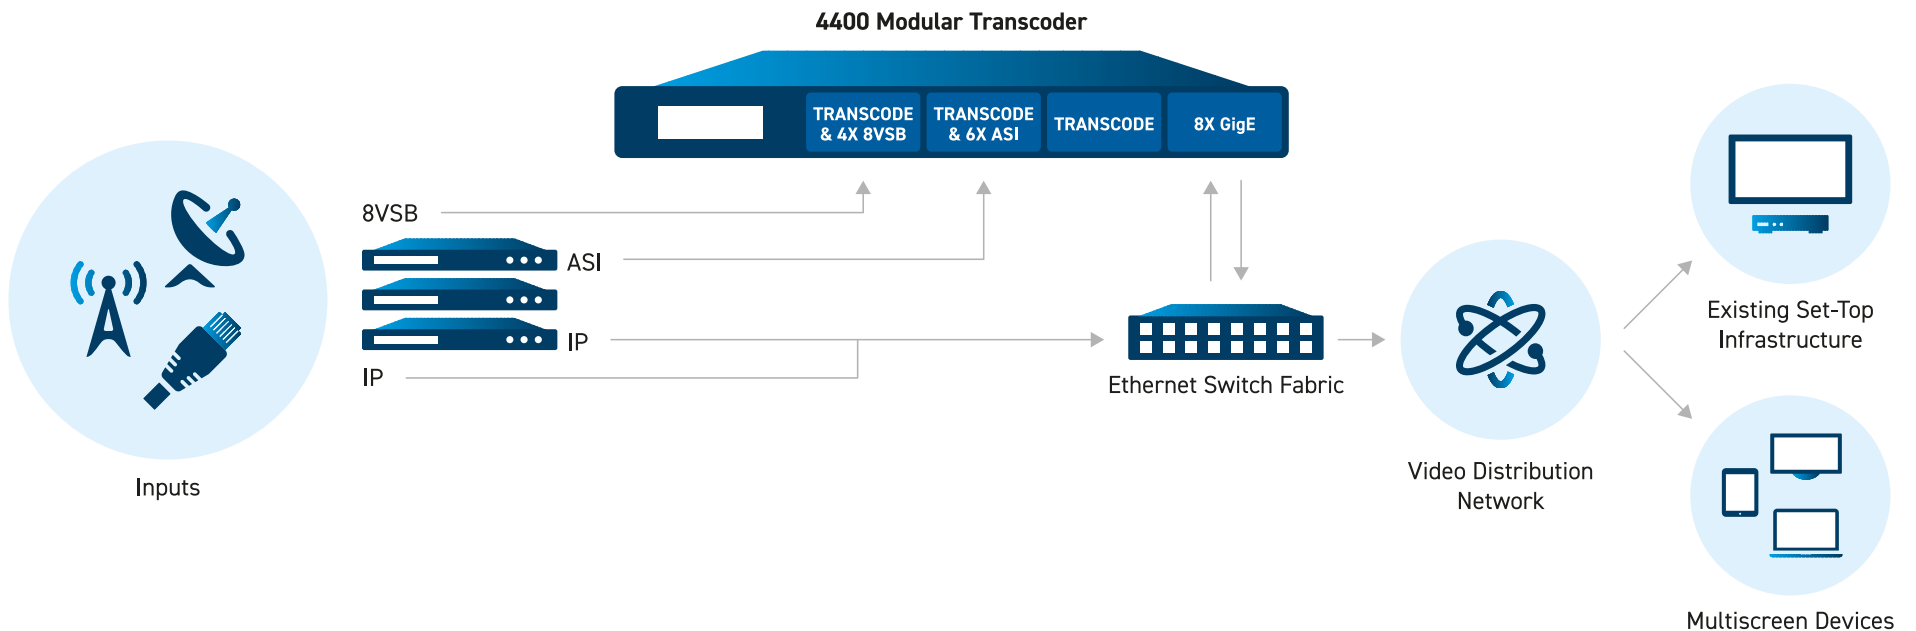 4400 Modular Transcoder
TRANSCODE
& 4X 8VSB
TRANSCODE
& 6X ASI
TRANSCODE
8X GigE
8VSB
ASI
IP
IP
Inputs
Ethernet Switch Fabric
Video Distribution
Network
Existing Set-Top
Infrastructure
Multiscreen Devices